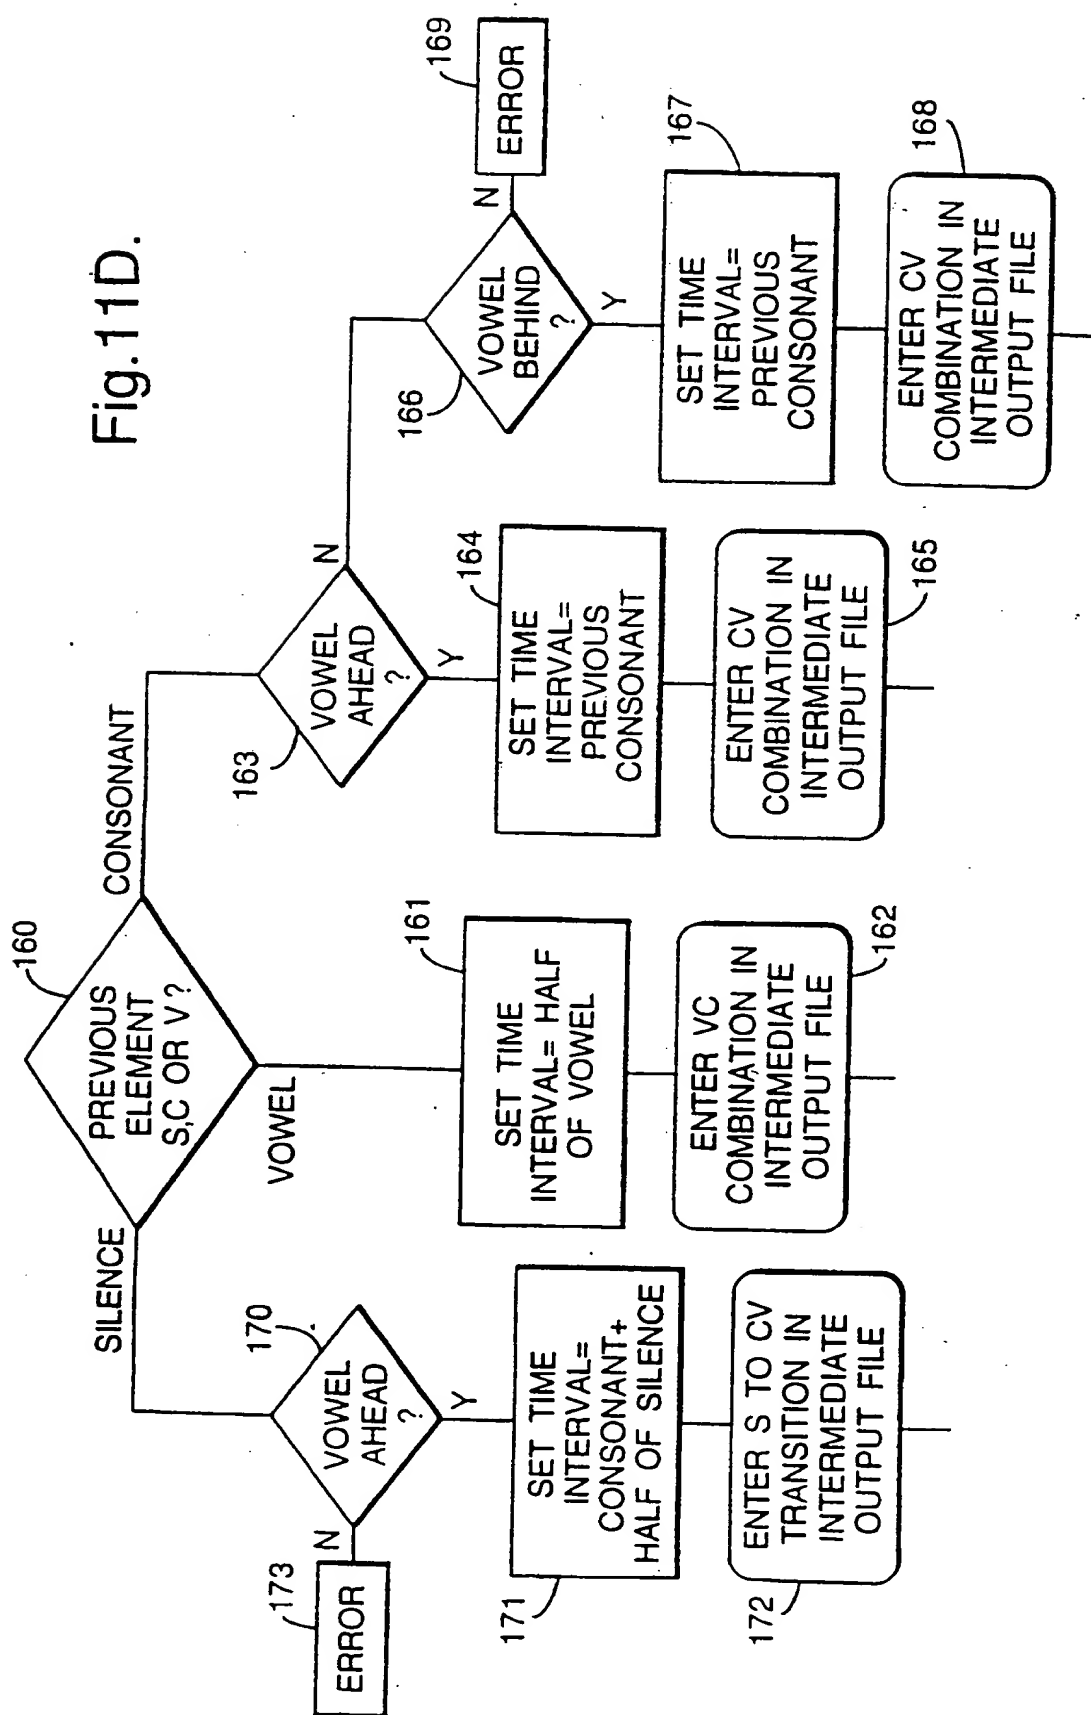 Fig.11D.
160
PREVIOUS
ELEMENT
S,C OR V ?
SILENCE
VOWEL
CONSONANT
170
VOWEL
AHEAD
?
N
Y
173
ERROR
171
SET TIME
INTERVAL=
CONSONANT+
HALF OF SILENCE
172
ENTER S TO CV
TRANSITION IN
INTERMEDIATE
OUTPUT FILE
161
SET TIME
INTERVAL= HALF
OF VOWEL
162
ENTER VC
COMBINATION IN
INTERMEDIATE
OUTPUT FILE
163
VOWEL
AHEAD
?
N
Y
164
SET TIME
INTERVAL=
PREVIOUS
CONSONANT
165
ENTER CV
COMBINATION IN
INTERMEDIATE
OUTPUT FILE
166
VOWEL
BEHIND
?
N
Y
169
ERROR
167
SET TIME
INTERVAL=
PREVIOUS
CONSONANT
168
ENTER CV
COMBINATION IN
INTERMEDIATE
OUTPUT FILE